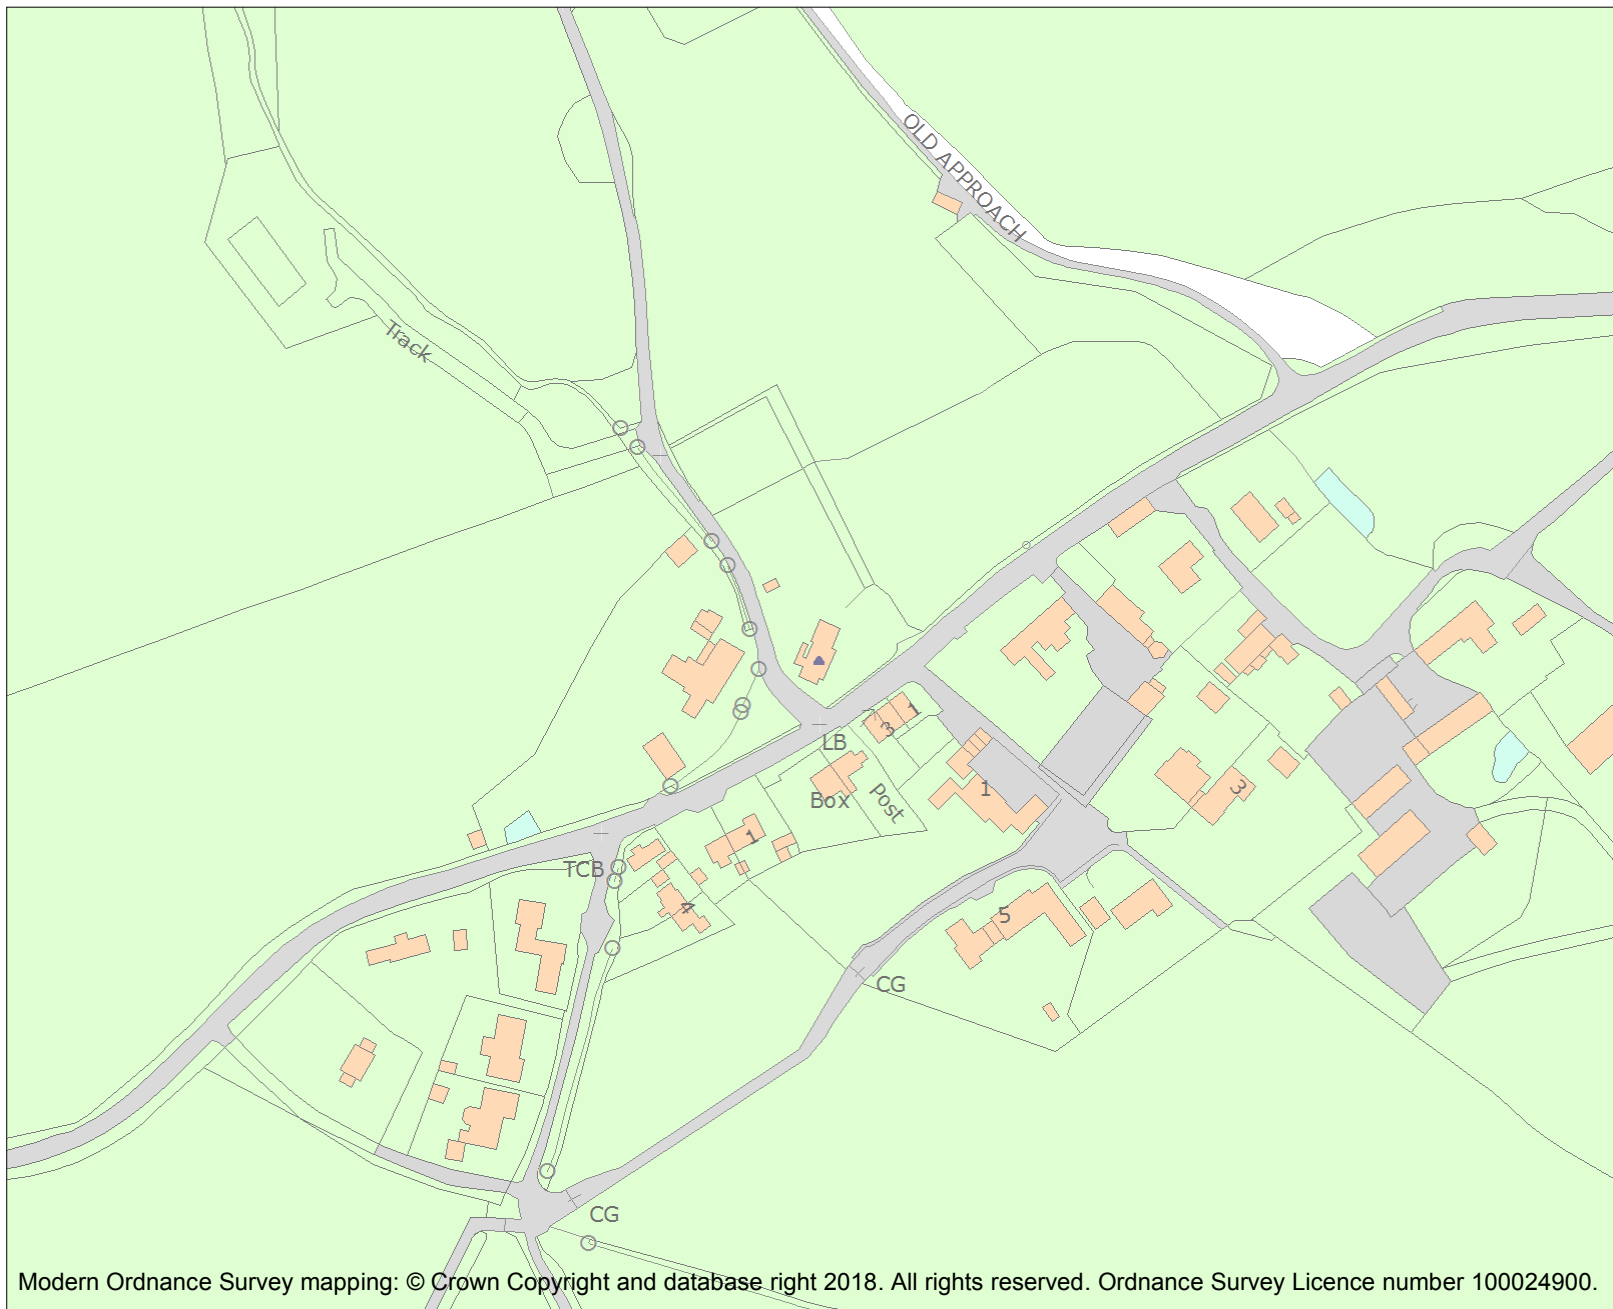 OLD APPROACH
Track
1
3
LB
Post
Box
1
3
1
TCB
4
5
CG
CG
Modern Ordnance Survey mapping: © Crown Copyright and database right 2018. All rights reserved. Ordnance Survey Licence number 100024900.